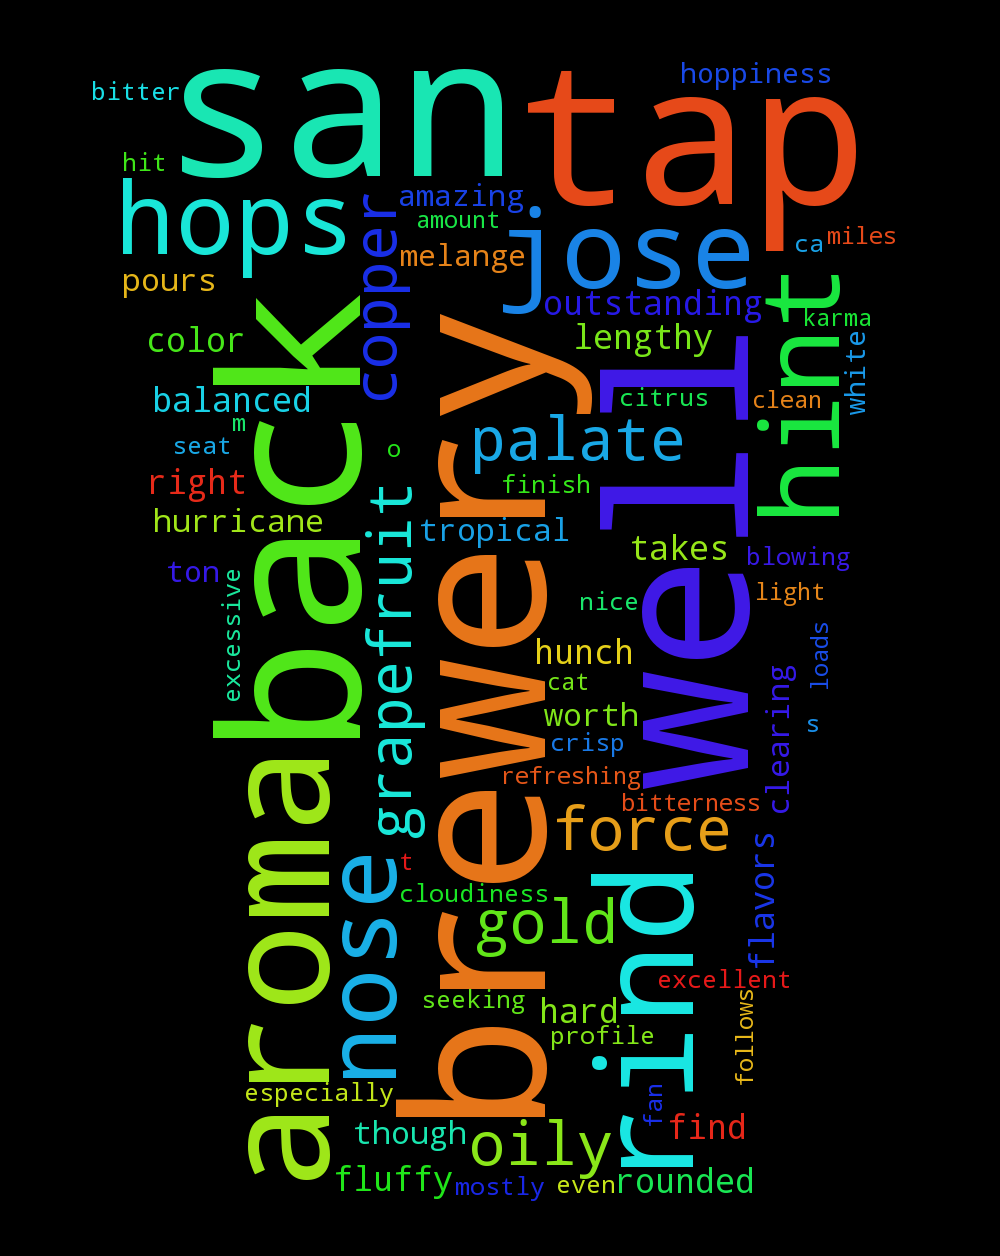 san
tap
hoppiness
bitter
hit
hops
copper
amazing
amount
melange
jose
ca
miles
pours
outstanding
hint
karma
color
back
brewery
lengthy
well
white
balanced
citrus
clean
m
seat
o
palate
right
finish
hurricane
grapefruit
tropical
takes
blowing
ton
excessive
nice
light
hunch
loads
cat
worth
clearing
s
crisp
refreshing
bitterness
force
aroma
nose
t
cloudiness
flavors
gold
rind
excellent
seeking
hard
follows
profile
especially
fan
though
oily
find
fluffy
mostly
even
rounded